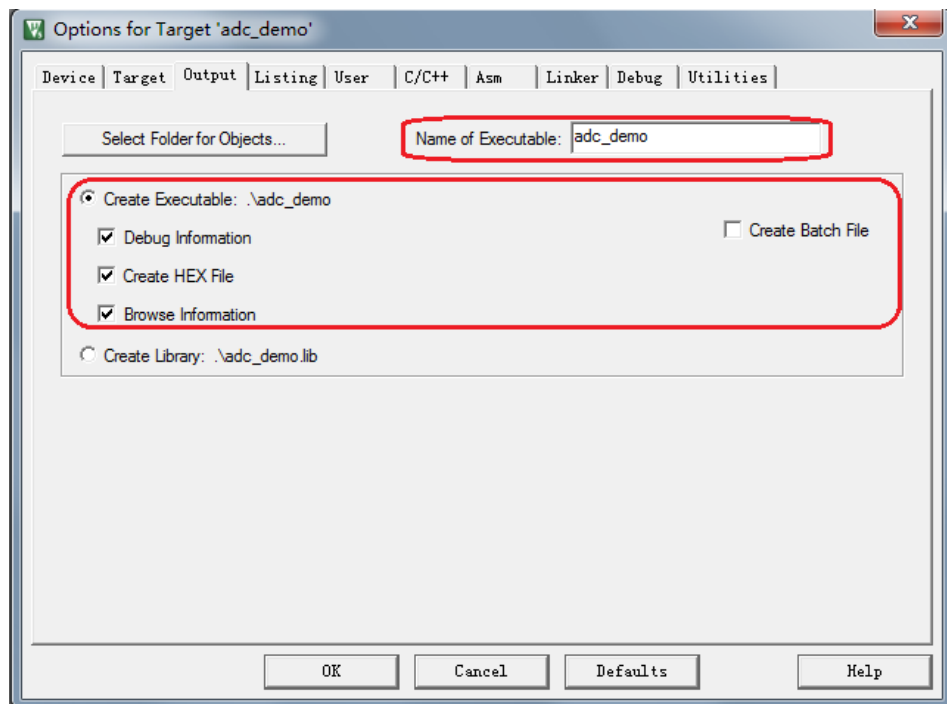 Options for Target 'adc_demo'
Device Target Output Listing User C/C++ Asm Linker Debug Utilities
Select Folder for Objects... Name of Executable: adc_demo
Create Executable: .\adc_demo
Debug Information Create Batch File
Create HEX File
Browse Information
Create Library: .\adc_demo.lib
OK Cancel Defaults Help